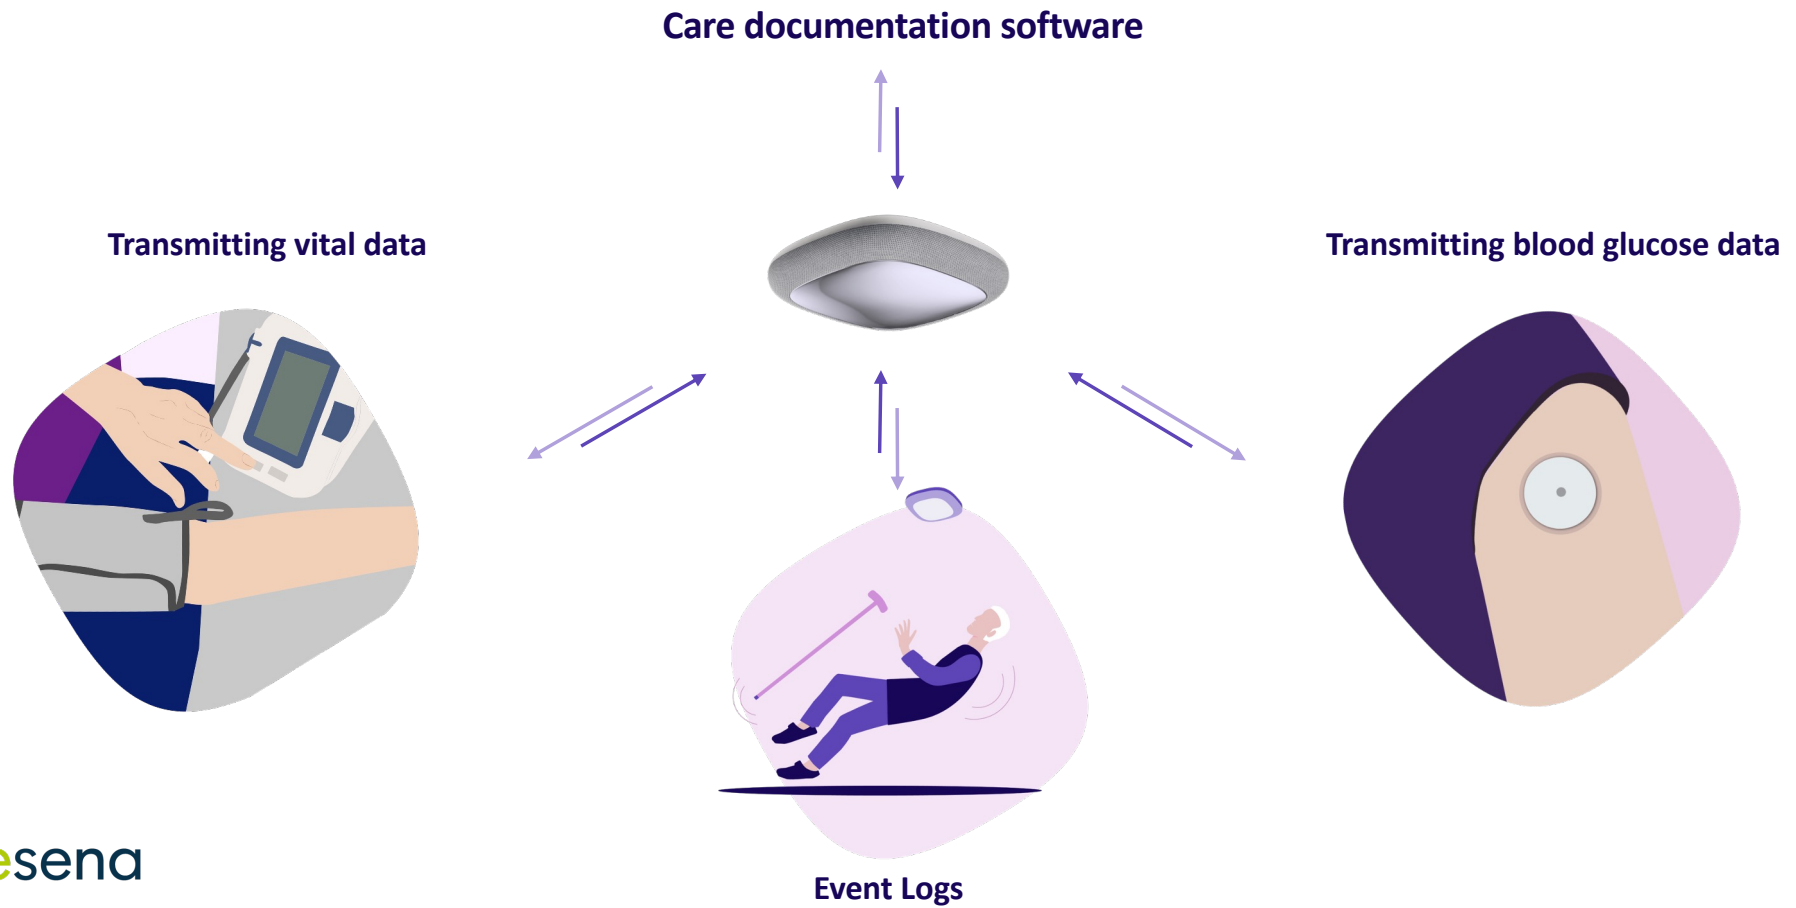 Care documentation software
Transmitting vital data
Transmitting blood glucose data
esena
Event Logs